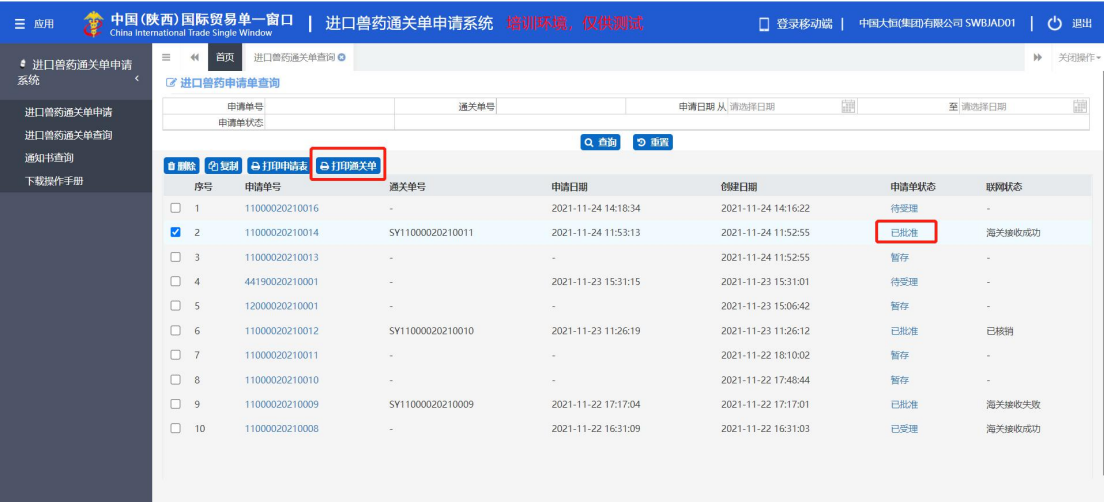 应用
中国(陕西)国际贸易单一窗口 | 进口兽药通关单申请系统 培训环境，仅供测试
China International Trade Single Window
登录移动端 | 中国大恒(集团)有限公司 SWBJAD01 | 退出
进口兽药通关单申请系统
进口兽药通关单申请
进口兽药通关单查询
通知书查询
下载操作手册
首页 进口兽药通关单查询 关闭操作
进口兽药申请单查询
申请单号 通关单号 申请日期 从 请选择日期 至 请选择日期
申请单状态
查询 重置
删除 复制 打印申请表 打印通关单
序号 申请单号 通关单号 申请日期 创建日期 申请单状态 联网状态
1 11000020210016 - 2021-11-24 14:18:34 2021-11-24 14:16:22 待受理 -
2 11000020210014 SY11000020210011 2021-11-24 11:53:13 2021-11-24 11:52:55 已批准 海关接收成功
3 11000020210013 - - 2021-11-24 11:52:55 暂存 -
4 44190020210001 - 2021-11-23 15:31:15 2021-11-23 15:31:01 待受理 -
5 12000020210001 - - 2021-11-23 15:06:42 暂存 -
6 11000020210012 SY11000020210010 2021-11-23 11:26:19 2021-11-23 11:26:12 已批准 已核销
7 11000020210011 - - 2021-11-22 18:10:02 暂存 -
8 11000020210010 - - 2021-11-22 17:48:44 暂存 -
9 11000020210009 SY11000020210009 2021-11-22 17:17:04 2021-11-22 17:17:01 已批准 海关接收失败
10 11000020210008 - 2021-11-22 16:31:09 2021-11-22 16:31:03 已受理 海关接收成功